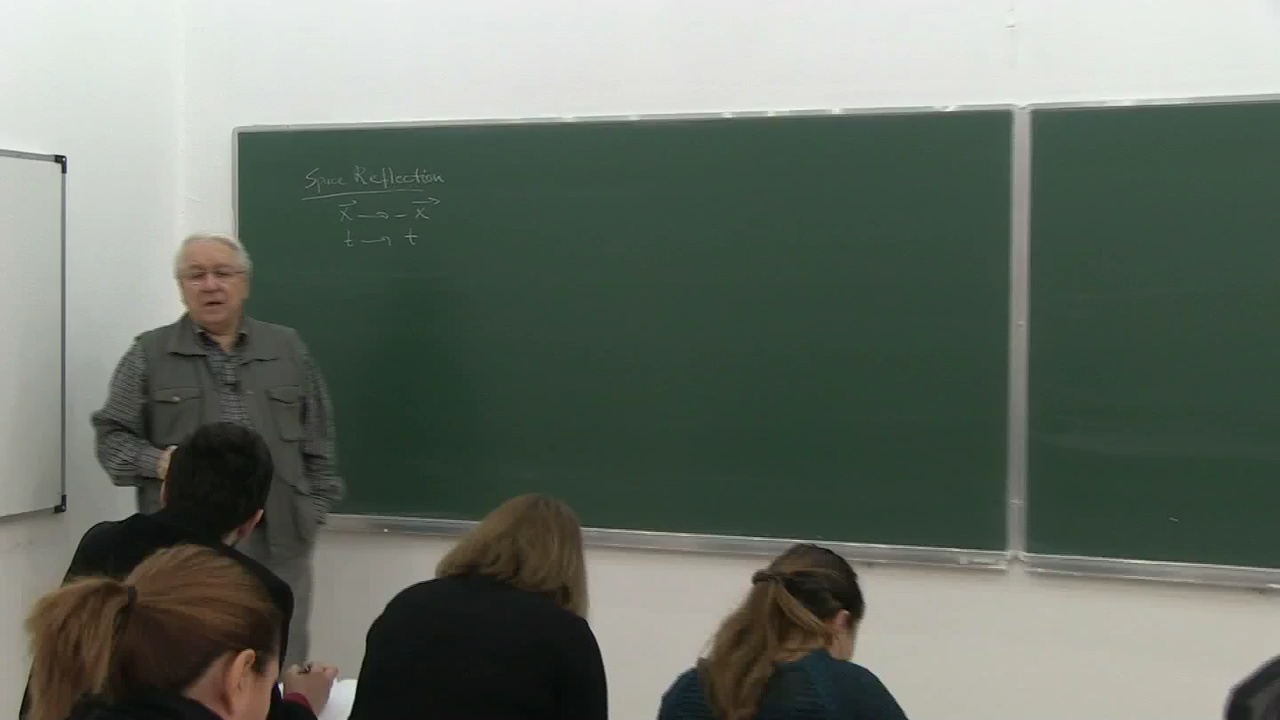 Space Reflection
x⃗ → - x⃗
t → t